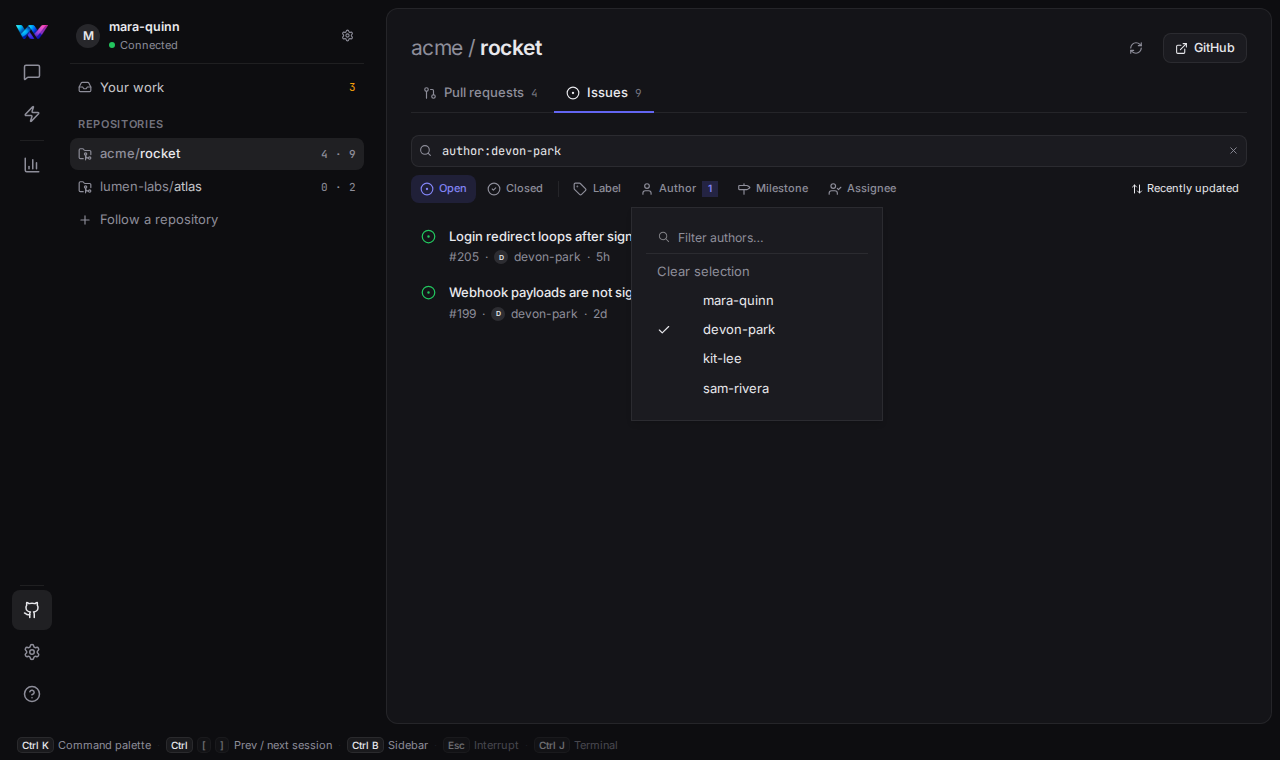 mara-quinn
Connected
Your work 3
REPOSITORIES
acme/rocket 4 · 9
lumen-labs/atlas 0 · 2
Follow a repository
acme / rocket
GitHub
Pull requests 4
Issues 9
author:devon-park
Open
Closed
Label
Author 1
Milestone
Assignee
Recently updated
Login redirect loops after sign
#205 · D devon-park · 5h
Webhook payloads are not sig
#199 · D devon-park · 2d
Filter authors...
Clear selection
mara-quinn
devon-park
kit-lee
sam-rivera
M
Ctrl K Command palette Ctrl [ ] Prev / next session Ctrl B Sidebar Esc Interrupt Ctrl J Terminal